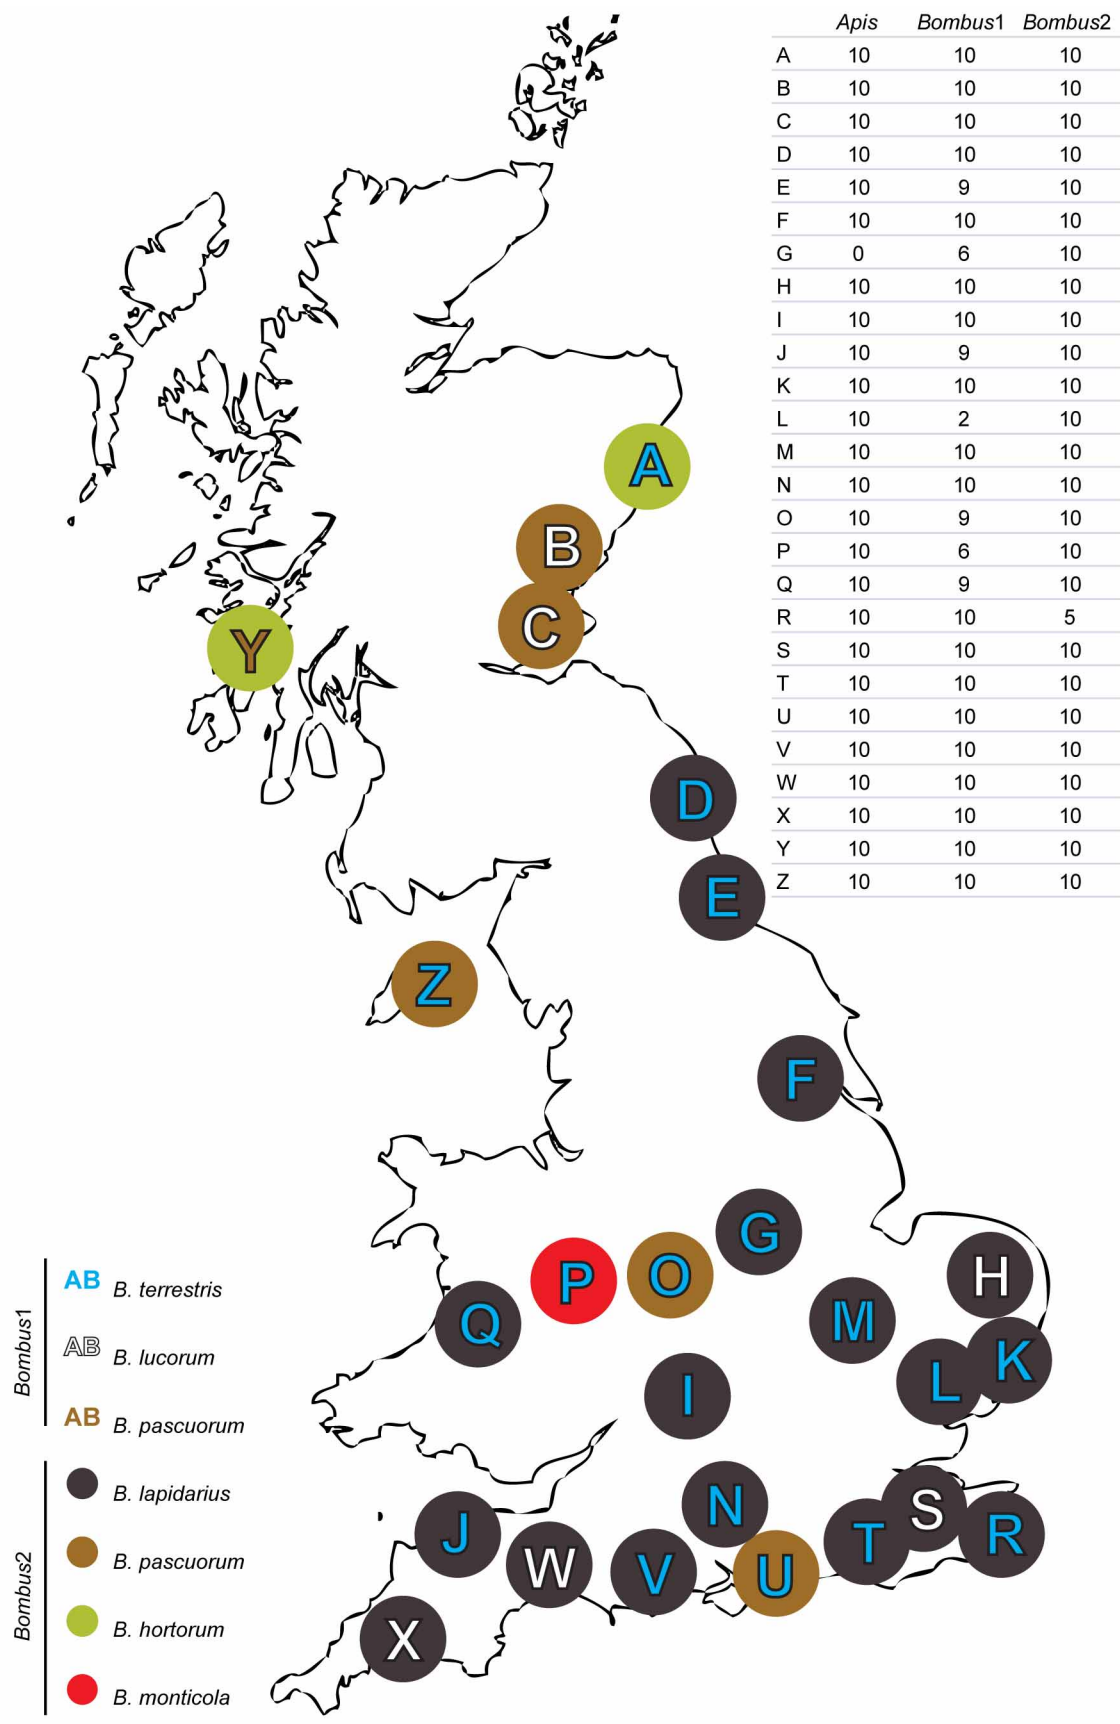 Apis Bombus1 Bombus2
A 10 10 10
B 10 10 10
C 10 10 10
D 10 10 10
E 10 9 10
F 10 10 10
G 0 6 10
H 10 10 10
I 10 10 10
J 10 9 10
K 10 10 10
L 10 2 10
M 10 10 10
N 10 10 10
O 10 9 10
P 10 6 10
Q 10 9 10
R 10 10 5
S 10 10 10
T 10 10 10
U 10 10 10
V 10 10 10
W 10 10 10
X 10 10 10
Y 10 10 10
Z 10 10 10
A
B
C
Y
D
E
Z
F
G
P
O
H
Q
M
K
L
I
N
S
J
T
R
W
V
U
X
Bombus1
AB B. terrestris
AB B. lucorum
AB B. pascuorum
Bombus2
B. lapidarius
B. pascuorum
B. hortorum
B. monticola